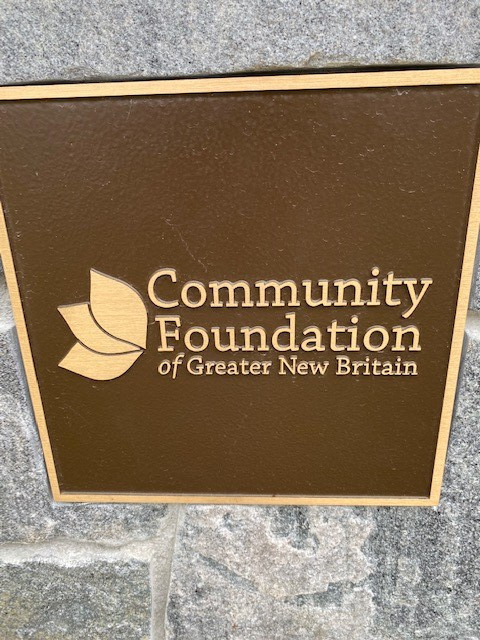 Community
Foundation
of Greater New Britain